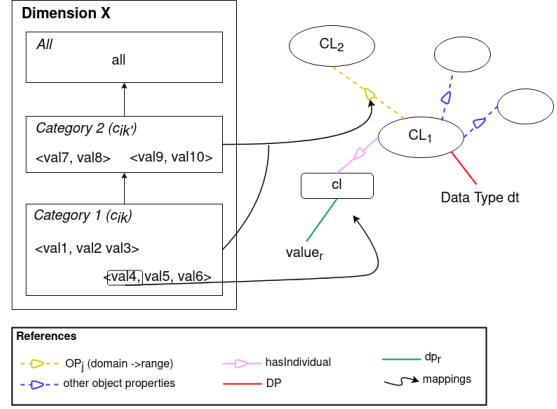 Dimension X
All
all
Category 2 (cik')
<val7, val8> <val9, val10>
Category 1 (cik)
<val1, val2 val3>
<val4, val5, val6>
CL2
CL1
cl
Data Type dt
valuer
References
OPj (domain ->range)
hasIndividual
dpr
other object properties
DP
mappings